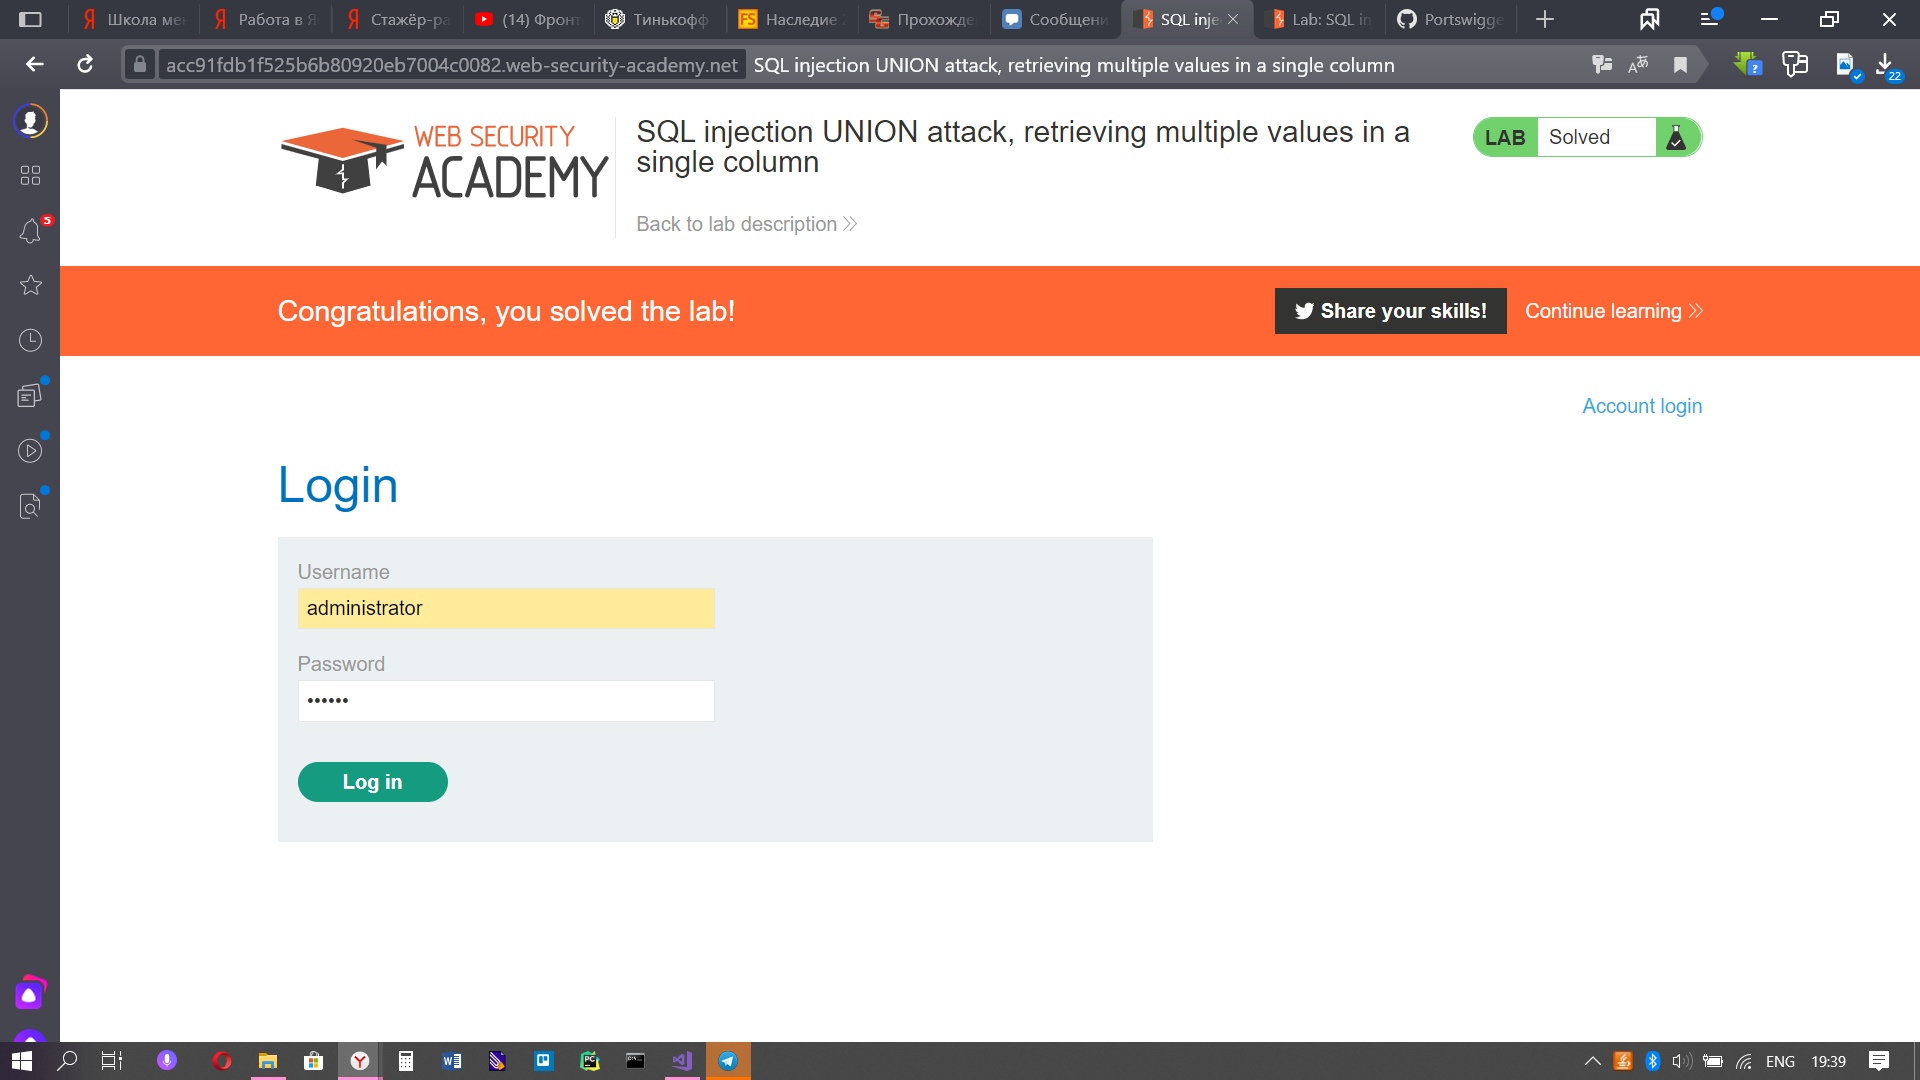 Школа ме
Работа в Я
Стажёр-ра
(14) Фронт
Тинькофф
FS Наследие
Прохожде
Сообщени
SQL inje
Lab: SQL in
Portswigge
acc91fdb1f525b6b80920eb7004c0082.web-security-academy.net SQL injection UNION attack, retrieving multiple values in a single column
22
5
WEB SECURITY
ACADEMY
SQL injection UNION attack, retrieving multiple values in a
single column
LAB Solved
Back to lab description
Congratulations, you solved the lab!
Share your skills!
Continue learning
Account login
Login
Username
administrator
Password
••••••
Log in
ENG 19:39